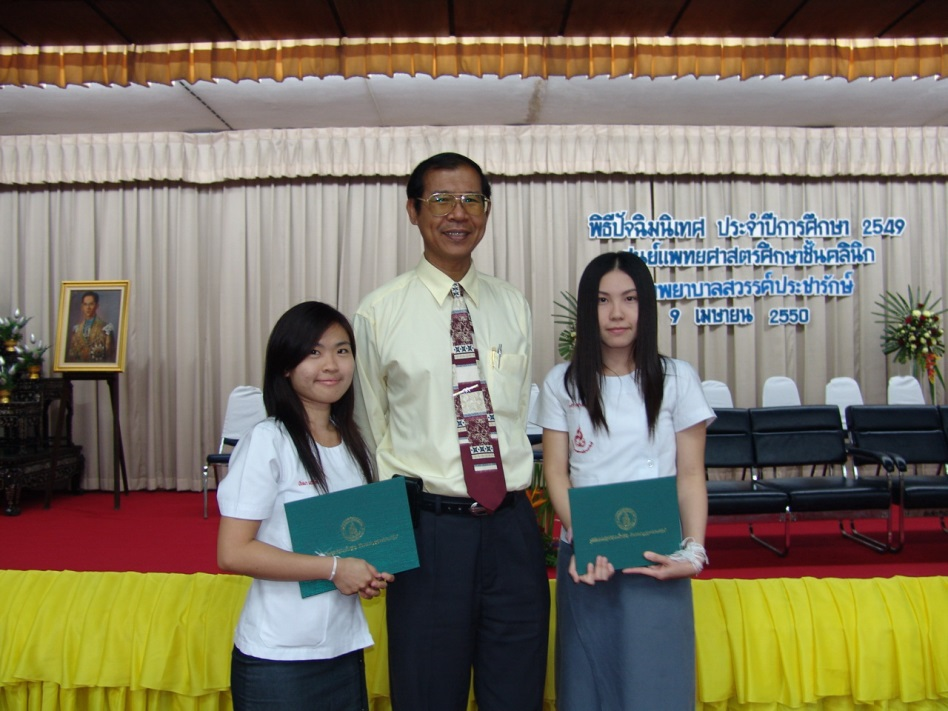 พิธีปัจฉิมนิเทศ ประจำปีการศึกษา 2549
ศูนย์แพทยศาสตรศึกษาชั้นคลินิก
พยาบาลสวรรค์ประชารักษ์
9 เมษายน 2550